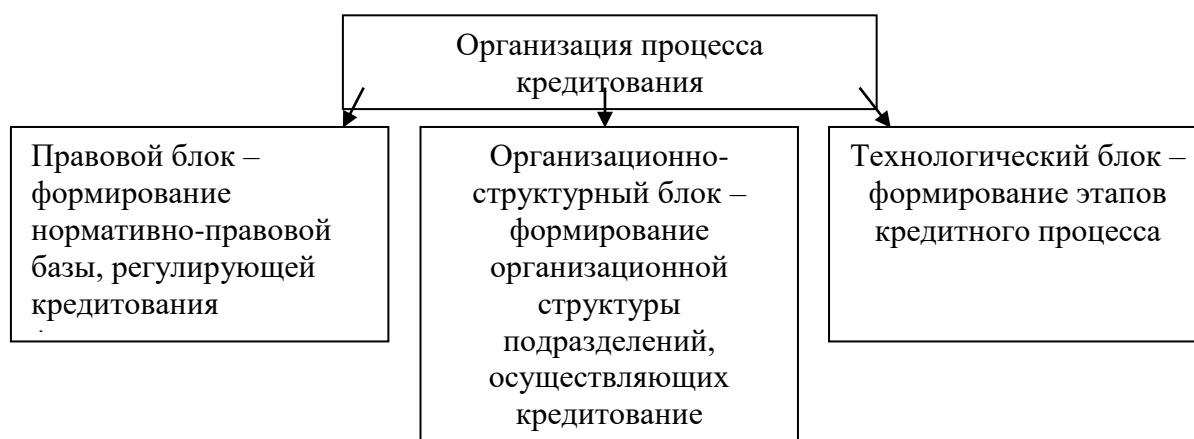 Организация процесса
кредитования
Правовой блок –
формирование
нормативно-правовой
базы, регулирующей
кредитования
Организационно-
структурный блок –
формирование
организационной
структуры
подразделений,
осуществляющих
кредитование
Технологический блок –
формирование этапов
кредитного процесса